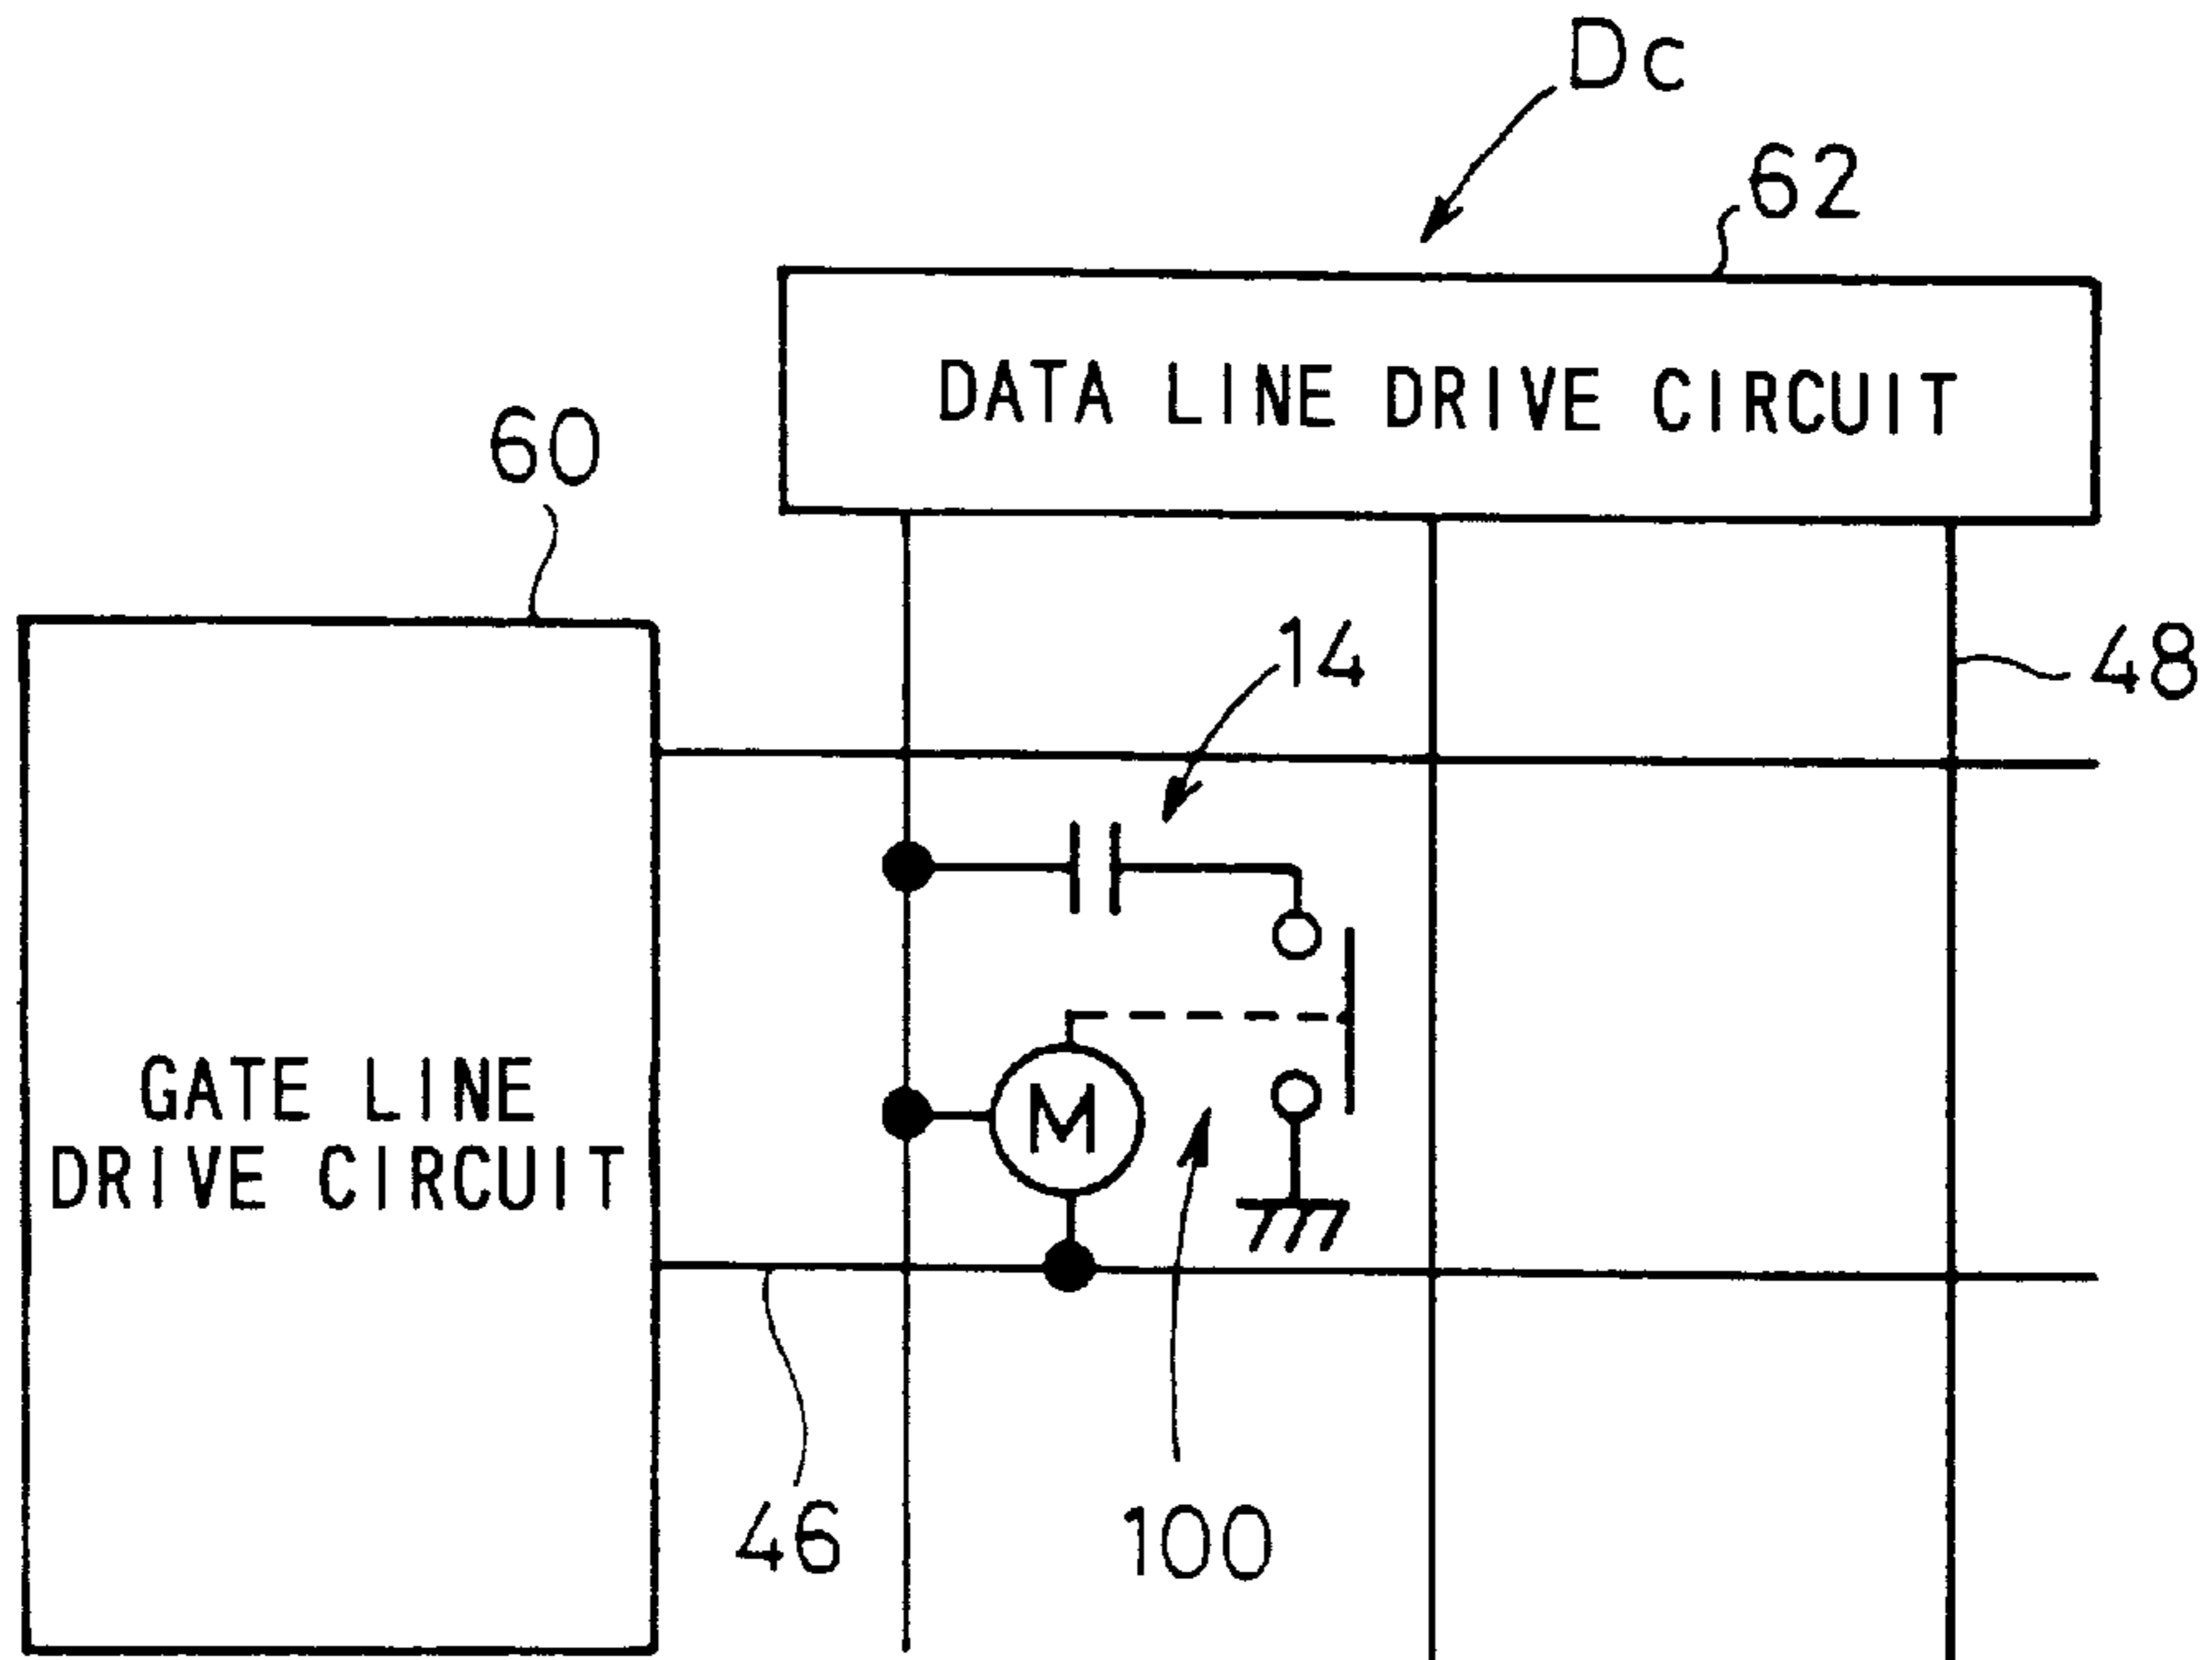 Dc
62
DATA LINE DRIVE CIRCUIT
60
14
48
GATE LINE
DRIVE CIRCUIT
M
46
100